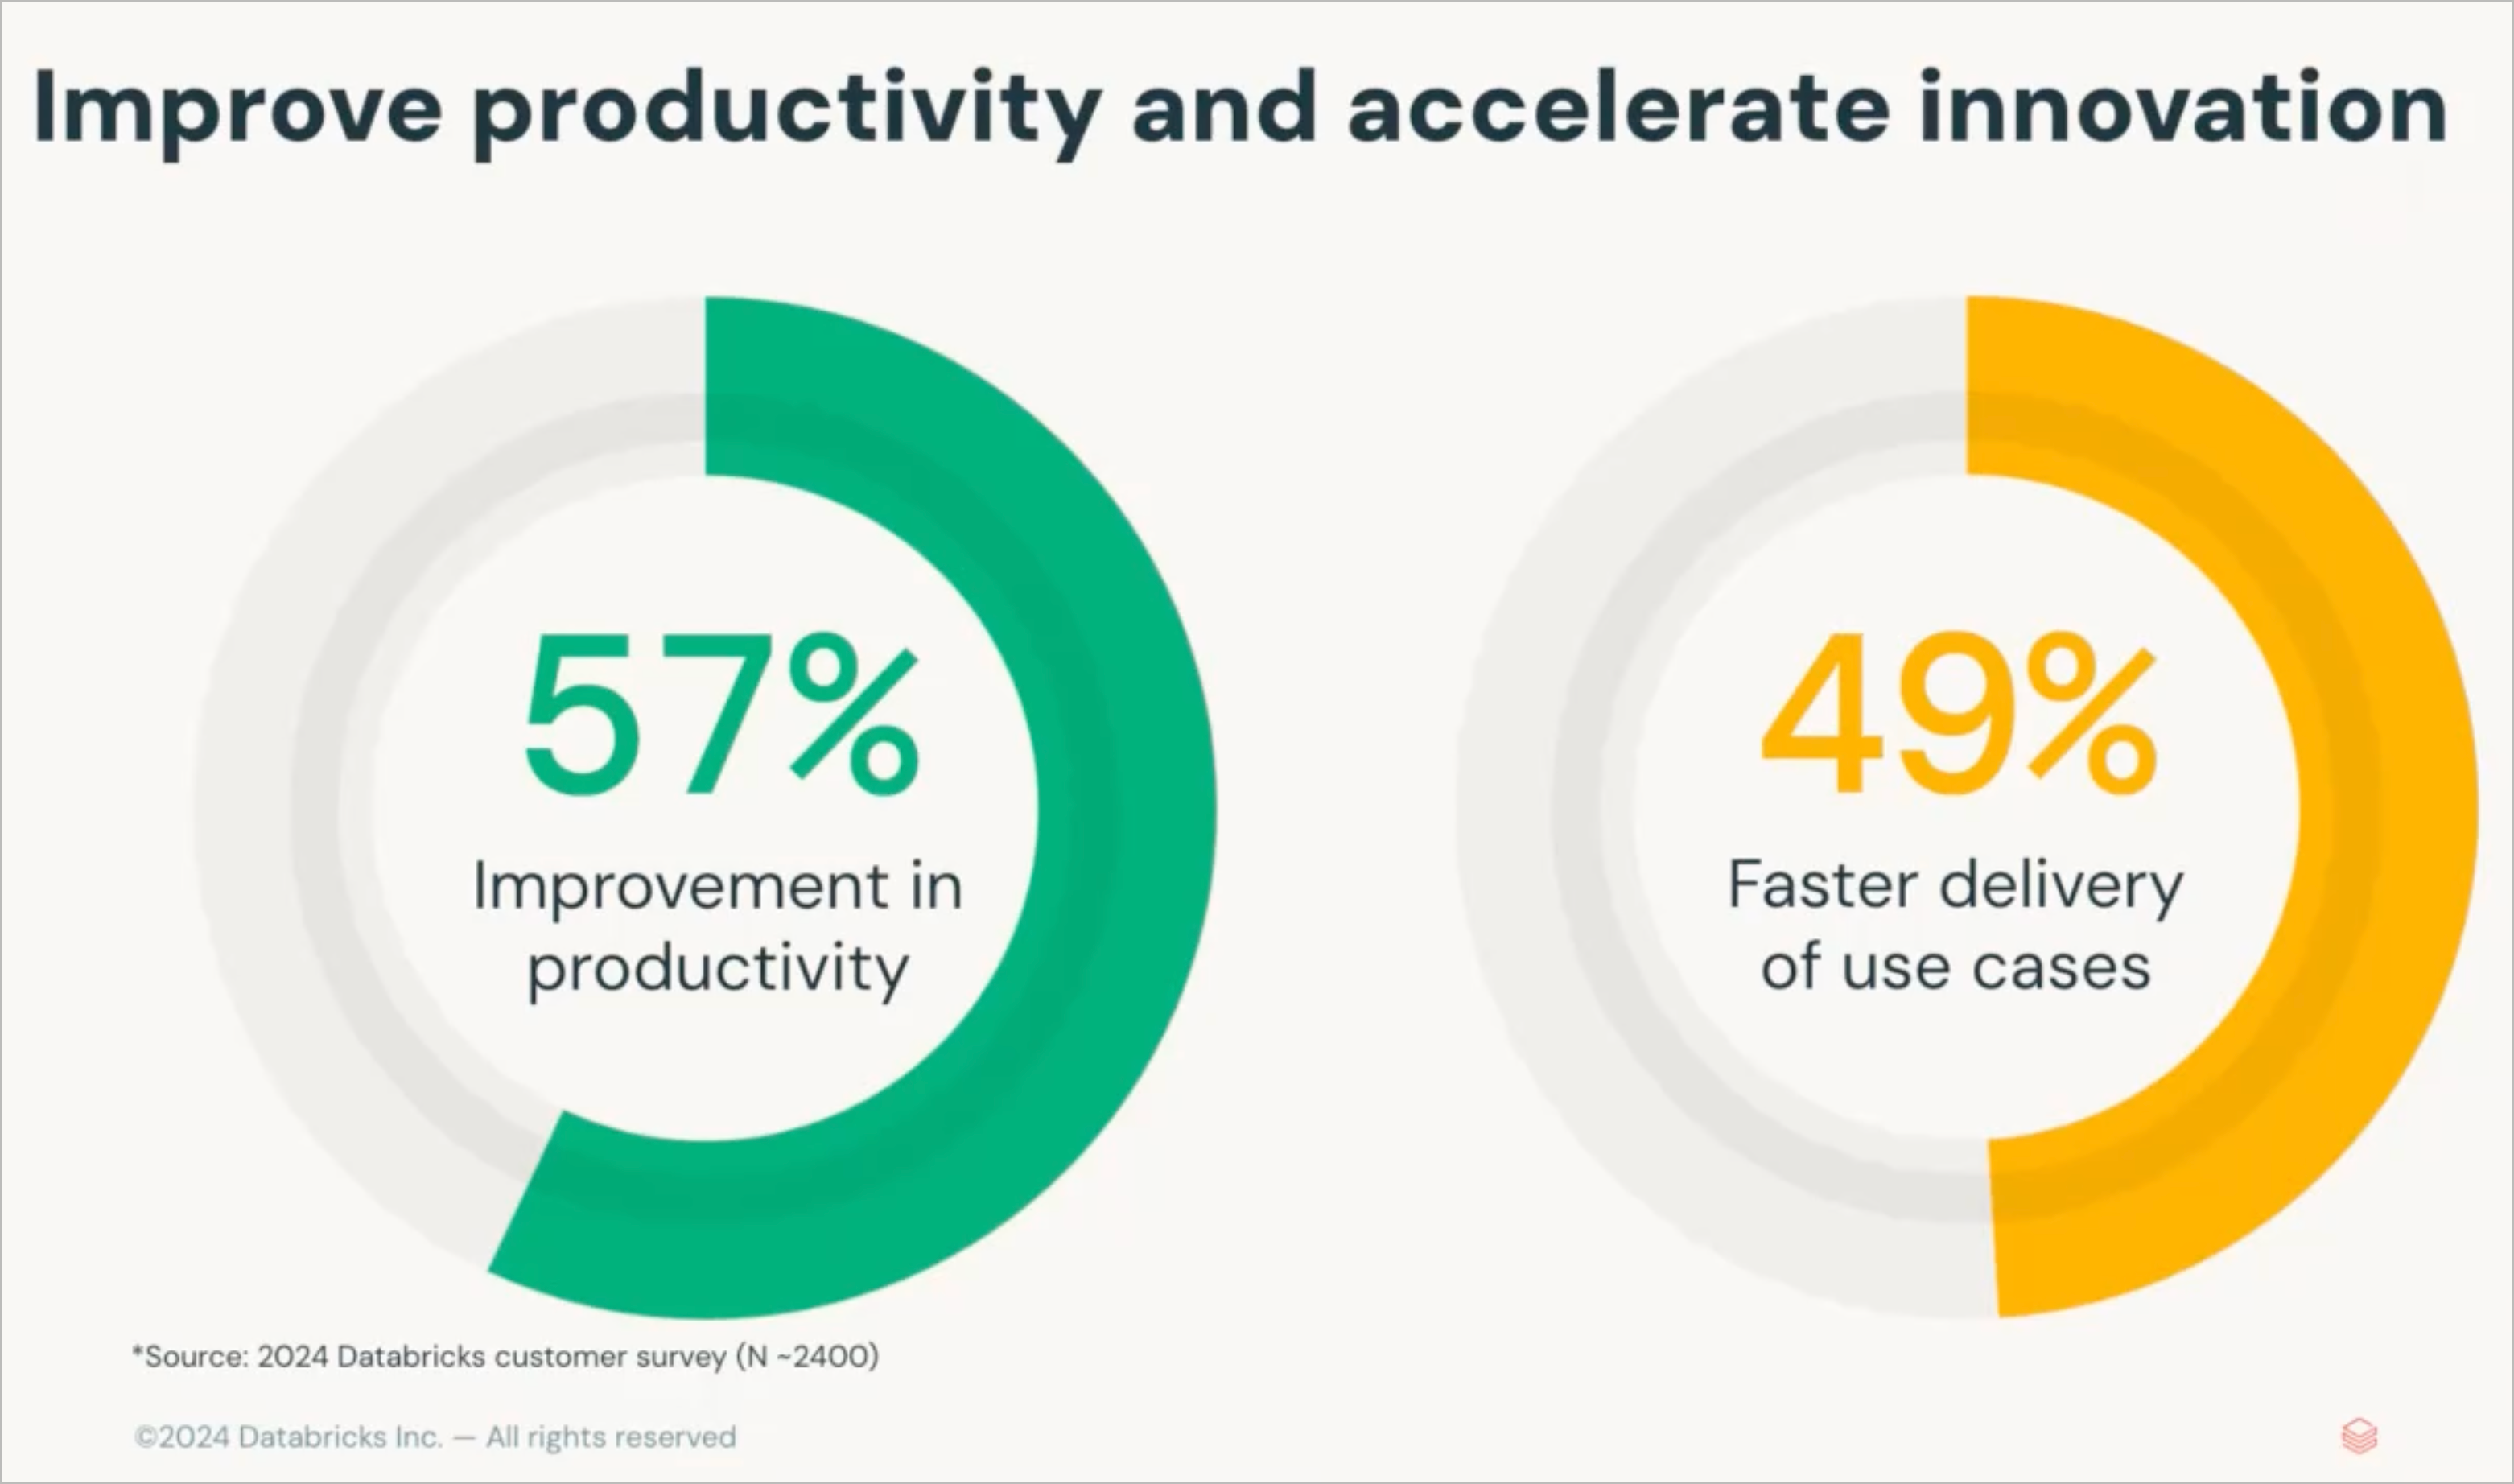 Improve productivity and accelerate innovation
57%
Improvement in
productivity
49%
Faster delivery
of use cases
*Source: 2024 Databricks customer survey (N ~2400)
©2024 Databricks Inc. — All rights reserved